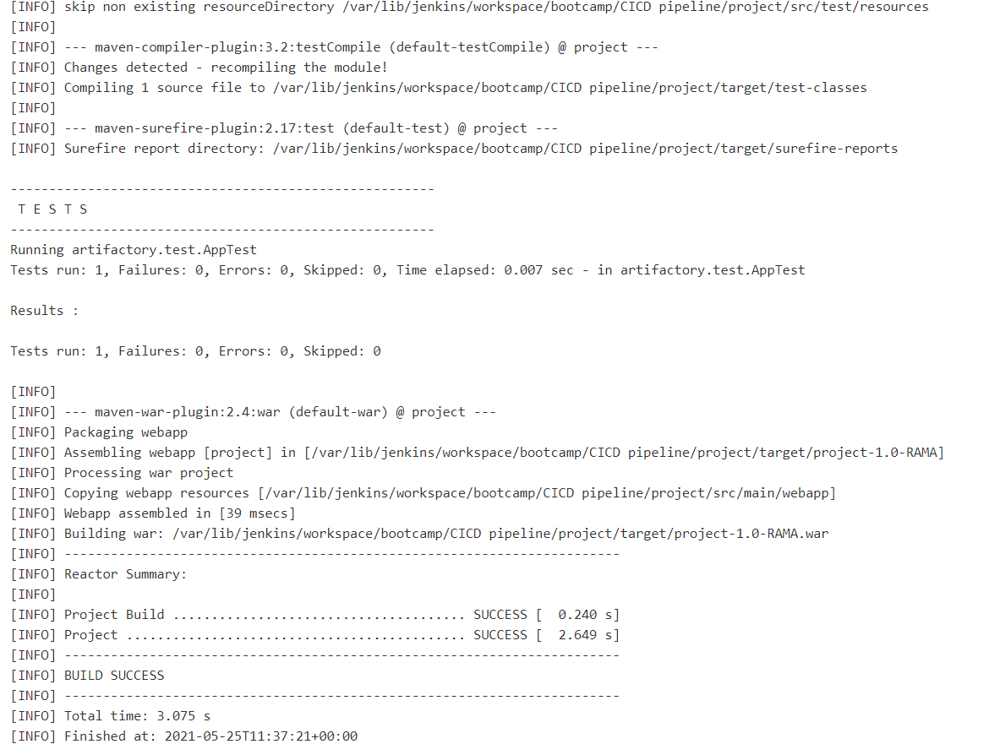 [INFO] skip non existing resourceDirectory /var/lib/jenkins/workspace/bootcamp/CICD pipeline/project/src/test/resources
[INFO]
[INFO] --- maven-compiler-plugin:3.2:testCompile (default-testCompile) @ project ---
[INFO] Changes detected - recompiling the module!
[INFO] Compiling 1 source file to /var/lib/jenkins/workspace/bootcamp/CICD pipeline/project/target/test-classes
[INFO]
[INFO] --- maven-surefire-plugin:2.17:test (default-test) @ project ---
[INFO] Surefire report directory: /var/lib/jenkins/workspace/bootcamp/CICD pipeline/project/target/surefire-reports
-------------------------------------------------------
 T E S T S
-------------------------------------------------------
Running artifactory.test.AppTest
Tests run: 1, Failures: 0, Errors: 0, Skipped: 0, Time elapsed: 0.007 sec - in artifactory.test.AppTest
Results :
Tests run: 1, Failures: 0, Errors: 0, Skipped: 0
[INFO]
[INFO] --- maven-war-plugin:2.4:war (default-war) @ project ---
[INFO] Packaging webapp
[INFO] Assembling webapp [project] in [/var/lib/jenkins/workspace/bootcamp/CICD pipeline/project/target/project-1.0-RAMA]
[INFO] Processing war project
[INFO] Copying webapp resources [/var/lib/jenkins/workspace/bootcamp/CICD pipeline/project/src/main/webapp]
[INFO] Webapp assembled in [39 msecs]
[INFO] Building war: /var/lib/jenkins/workspace/bootcamp/CICD pipeline/project/target/project-1.0-RAMA.war
[INFO] ------------------------------------------------------------------------
[INFO] Reactor Summary:
[INFO]
[INFO] Project Build ...................................... SUCCESS [  0.240 s]
[INFO] Project ............................................ SUCCESS [  2.649 s]
[INFO] ------------------------------------------------------------------------
[INFO] BUILD SUCCESS
[INFO] ------------------------------------------------------------------------
[INFO] Total time: 3.075 s
[INFO] Finished at: 2021-05-25T11:37:21+00:00